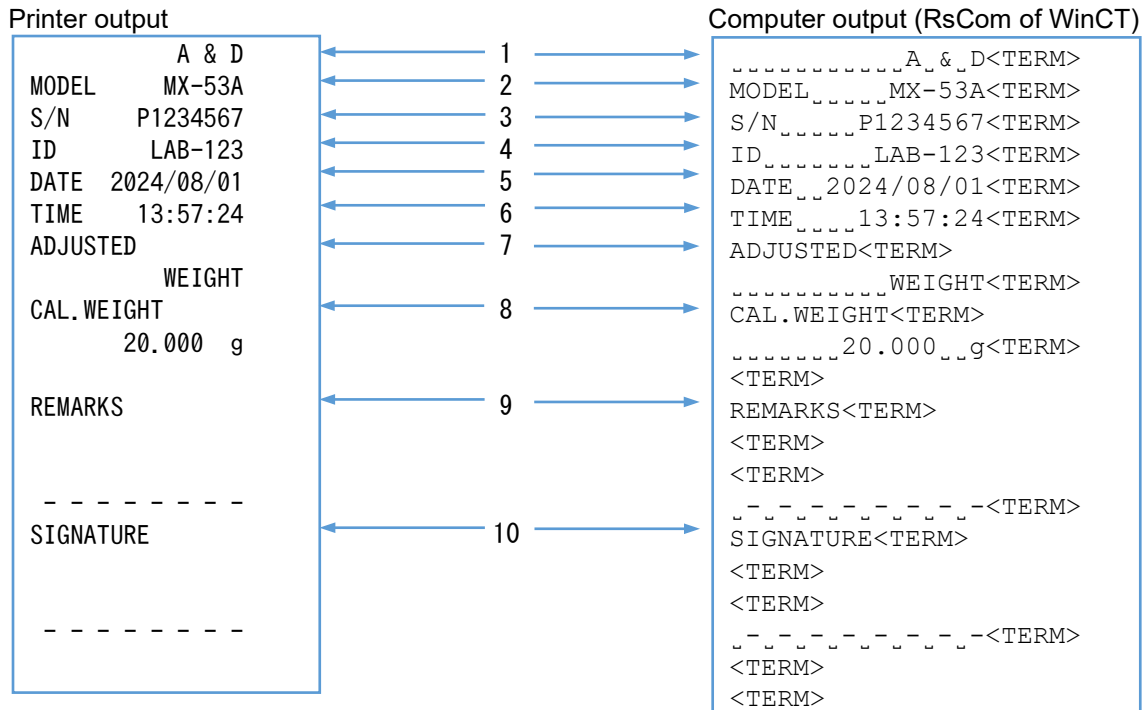 Printer output
A & D
MODEL MX-53A
S/N P1234567
ID LAB-123
DATE 2024/08/01
TIME 13:57:24
ADJUSTED
WEIGHT
CAL.WEIGHT
20.000 g
REMARKS
- - - - - - - -
SIGNATURE
- - - - - - - -
1
2
3
4
5
6
7
8
9
10
Computer output (RsCom of WinCT)
␣␣␣␣␣␣␣␣␣␣␣A␣&␣D<TERM>
MODEL␣␣␣␣␣MX-53A<TERM>
S/N␣␣␣␣␣P1234567<TERM>
ID␣␣␣␣␣␣␣LAB-123<TERM>
DATE␣␣2024/08/01<TERM>
TIME␣␣␣␣13:57:24<TERM>
ADJUSTED<TERM>
␣␣␣␣␣␣␣␣␣␣WEIGHT<TERM>
CAL.WEIGHT<TERM>
␣␣␣␣␣␣␣20.000␣␣g<TERM>
<TERM>
REMARKS<TERM>
<TERM>
<TERM>
␣-␣-␣-␣-␣-␣-␣-␣-<TERM>
SIGNATURE<TERM>
<TERM>
<TERM>
␣-␣-␣-␣-␣-␣-␣-␣-<TERM>
<TERM>
<TERM>